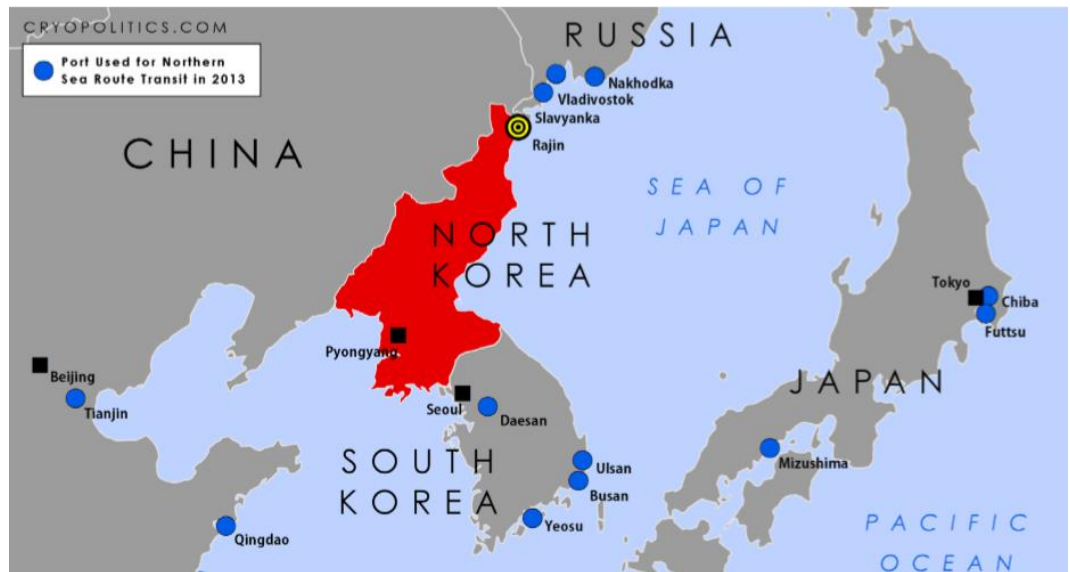 CRYOPOLITICS.COM
Port Used for Northern
Sea Route Transit in 2013
RUSSIA
Nakhodka
Vladivostok
Slavyanka
Rajin
CHINA
SEA OF
JAPAN
NORTH
KOREA
Tokyo
Chiba
Futtsu
Pyongyang
Beijing
Tianjin
Seoul
Daesan
JAPAN
SOUTH
KOREA
Ulsan
Busan
Mizushima
Yeosu
Qingdao
PACIFIC
OCEAN